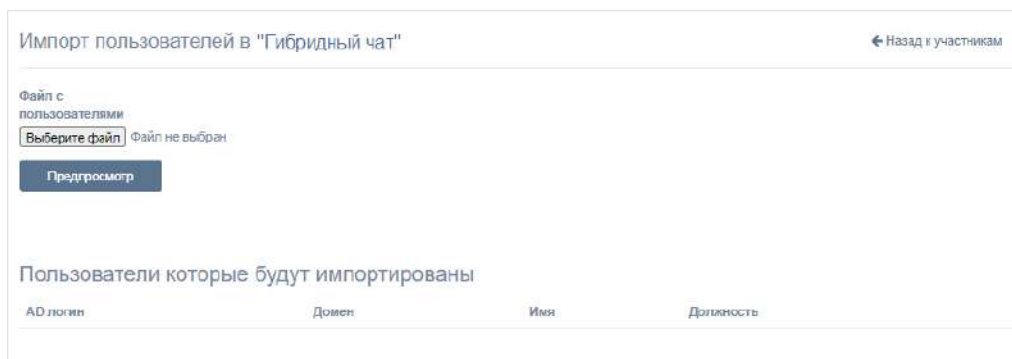 Импорт пользователей в "Гибридный чат"
← Назад к участникам
Файл с
пользователями
Выберите файл Файл не выбран
Предпросмотр
Пользователи которые будут импортированы
AD логин Домен Имя Должность